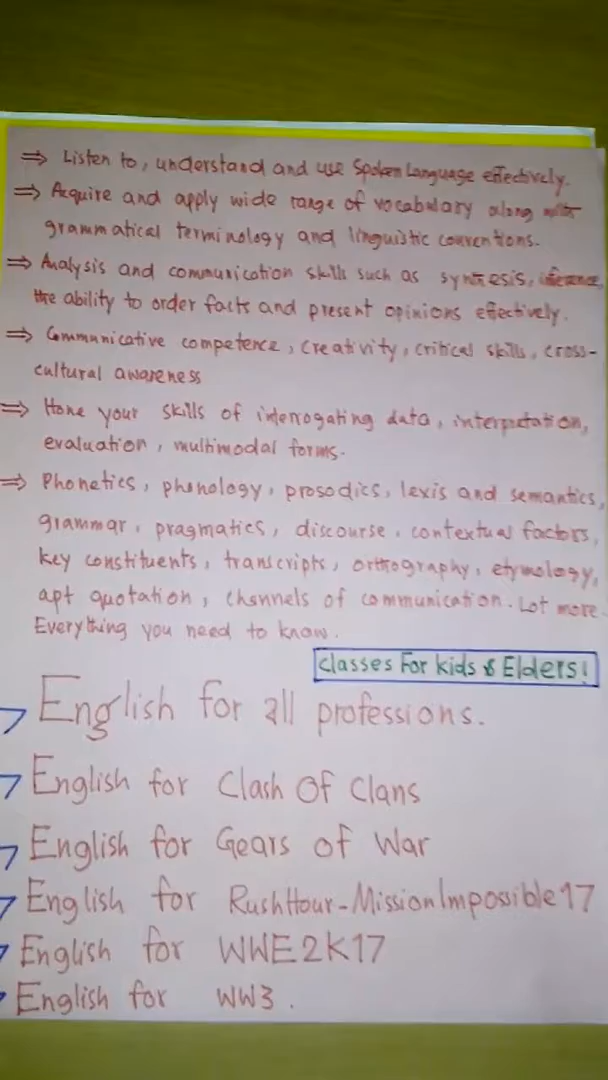 ⇒ Listen to, understand and use Spoken Language effectively.
⇒ Acquire and apply wide range of vocabulary along with
grammatical terminology and linguistic conventions.
⇒ Analysis and communication skills such as synthesis, inference,
the ability to order facts and present opinions effectively.
⇒ Communicative competence, creativity, critical skills, cross-
cultural awareness
⇒ Hone your skills of interrogating data, interpretation,
evaluation, multimodal forms.
⇒ Phonetics, phenology, prosodics, lexis and semantics,
grammar, pragmatics, discourse, contextual factors,
key constituents, transcripts, orthography, etymology,
apt quotation, channels of communication. Lot more.
Everything you need to know.
Classes For kids & Elders!
English for all professions.
English for Clash Of Clans
English for Gears of War
English for RushHour-MissionImpossible17
English for WWE2K17
English for WW3.